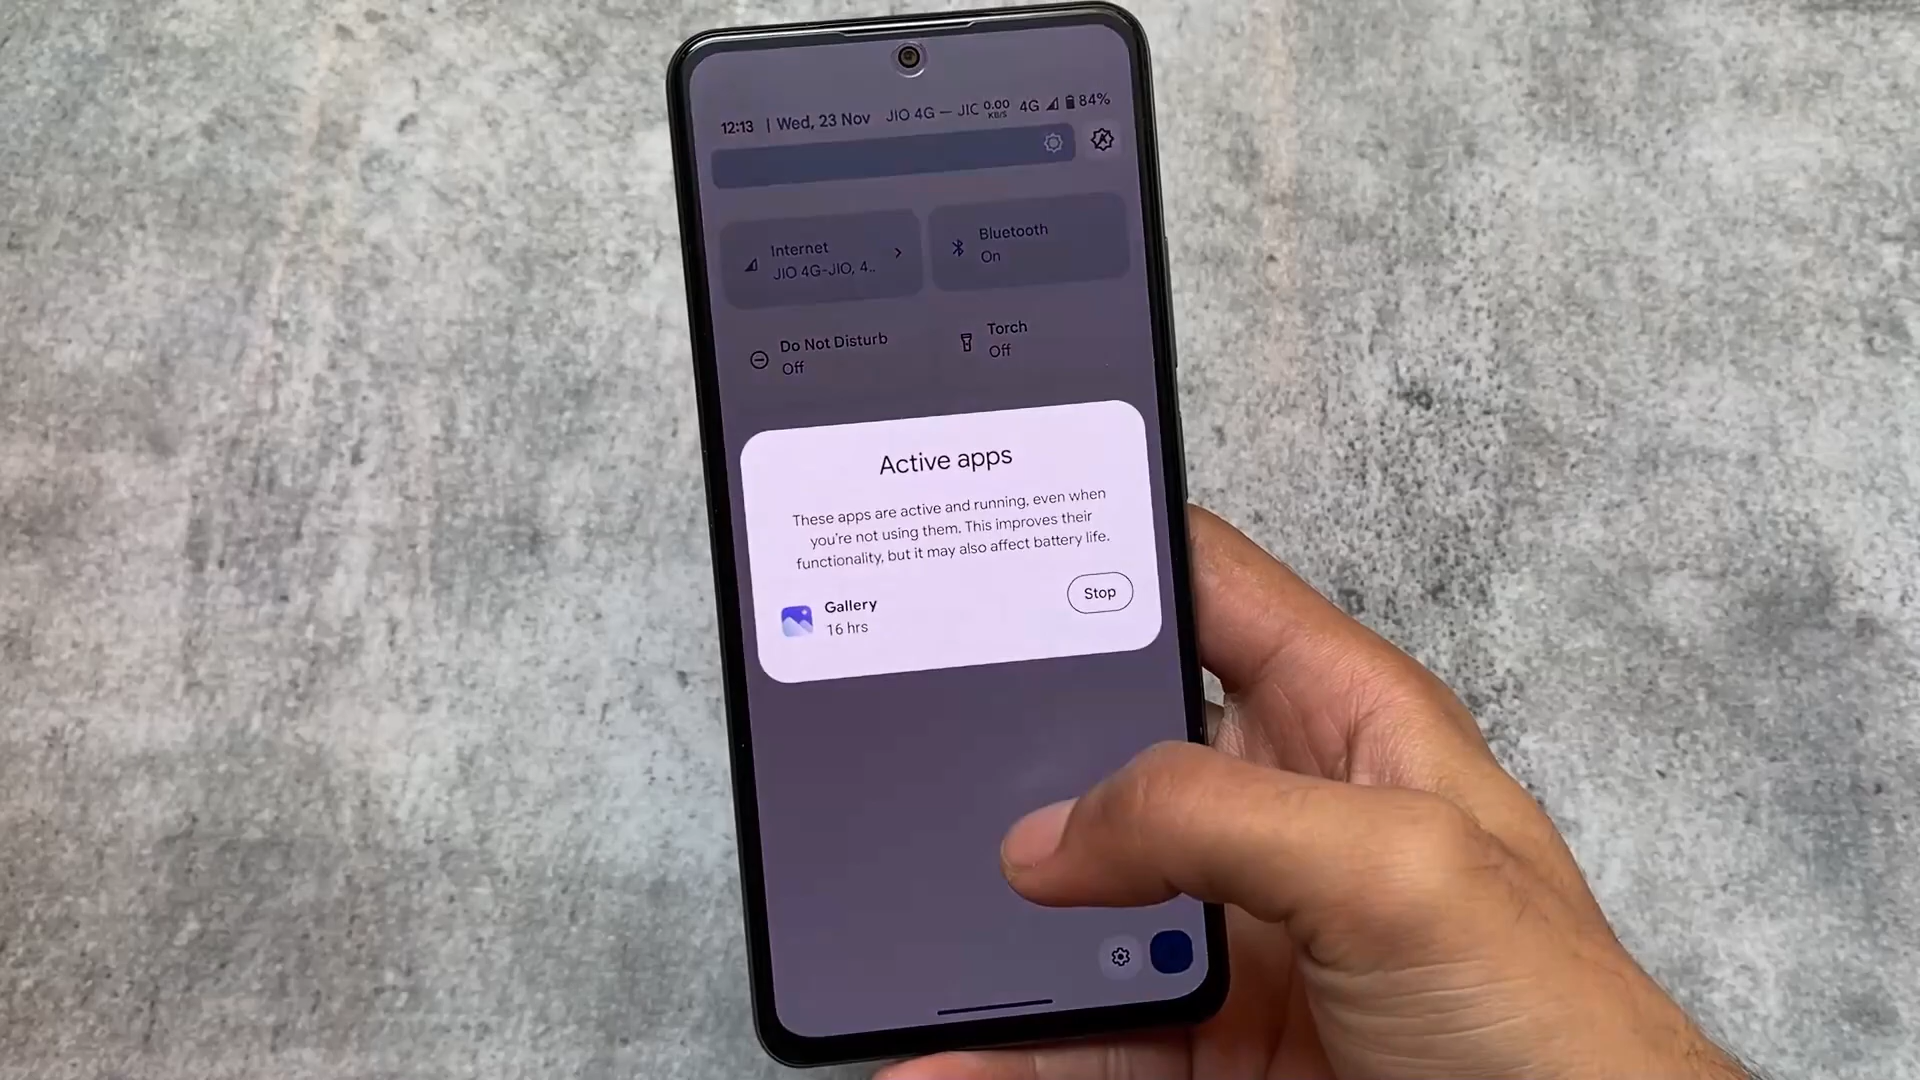 12:13 | Wed, 23 Nov JIO 4G — JIO 0.00 KB/S 4G 84%
Internet
JIO 4G-JIO, 4..
Bluetooth
On
Do Not Disturb
Off
Torch
Off
Active apps
These apps are active and running, even when
you're not using them. This improves their
functionality, but it may also affect battery life.
Gallery
16 hrs
Stop